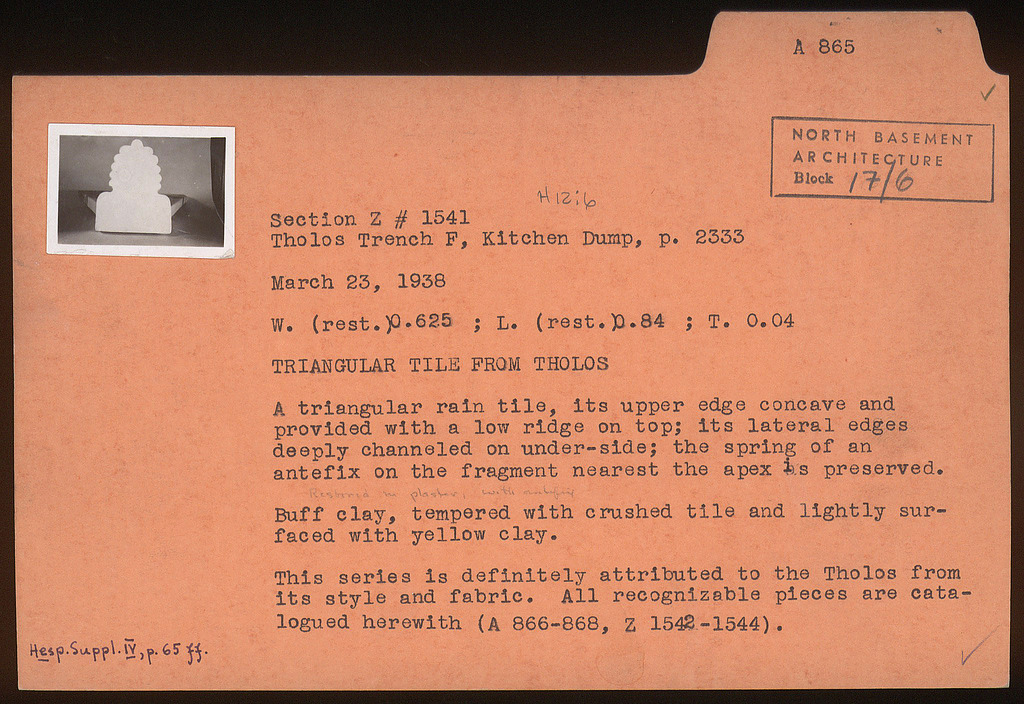 A 865
NORTH BASEMENT
ARCHITECTURE
Block 17/6
H 12:6
Section Z # 1541
Tholos Trench F, Kitchen Dump, p. 2333
March 23, 1938
W. (rest.)0.625 ; L. (rest.)0.84 ; T. 0.04
TRIANGULAR TILE FROM THOLOS
A triangular rain tile, its upper edge concave and
provided with a low ridge on top; its lateral edges
deeply channeled on under-side; the spring of an
antefix on the fragment nearest the apex is preserved.
Restored in plaster, with
Buff clay, tempered with crushed tile and lightly sur-
faced with yellow clay.
This series is definitely attributed to the Tholos from
its style and fabric. All recognizable pieces are cata-
logued herewith (A 866-868, Z 1542-1544).
Hesp. Suppl. IV, p. 65 ff.